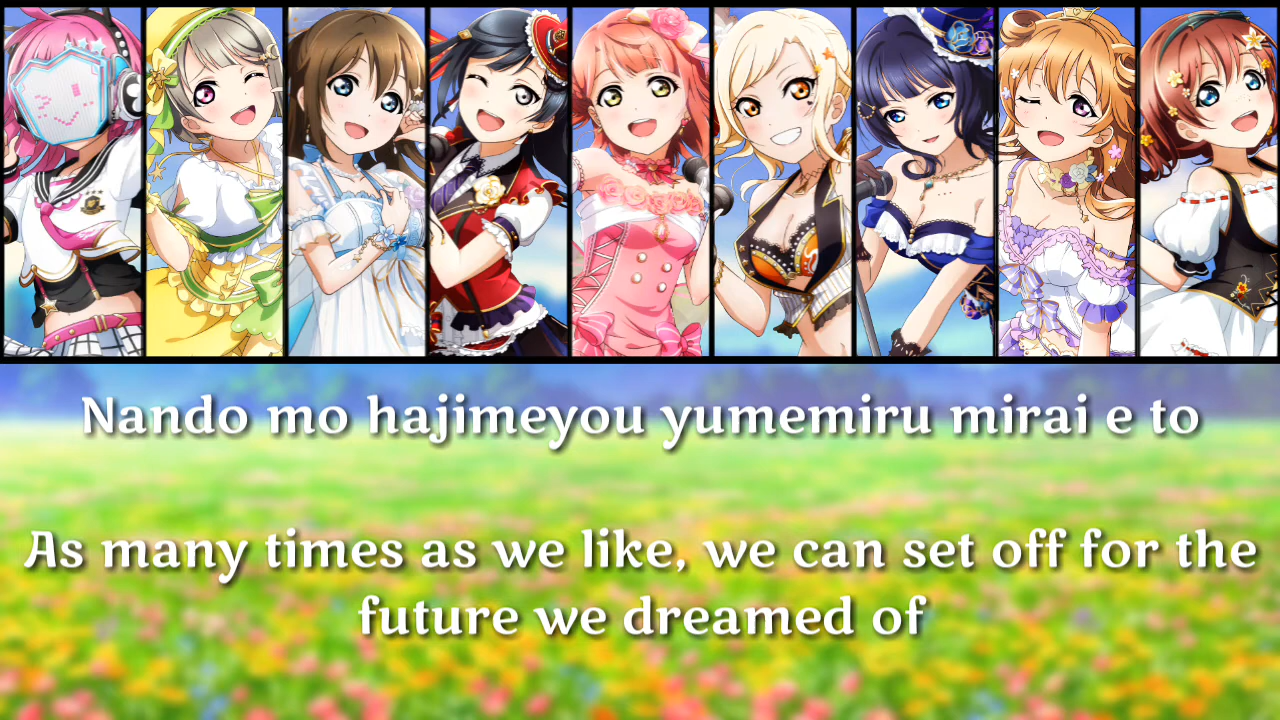 Nando mo hajimeyou yumemiru mirai e to
As many times as we like, we can set off for the
future we dreamed of